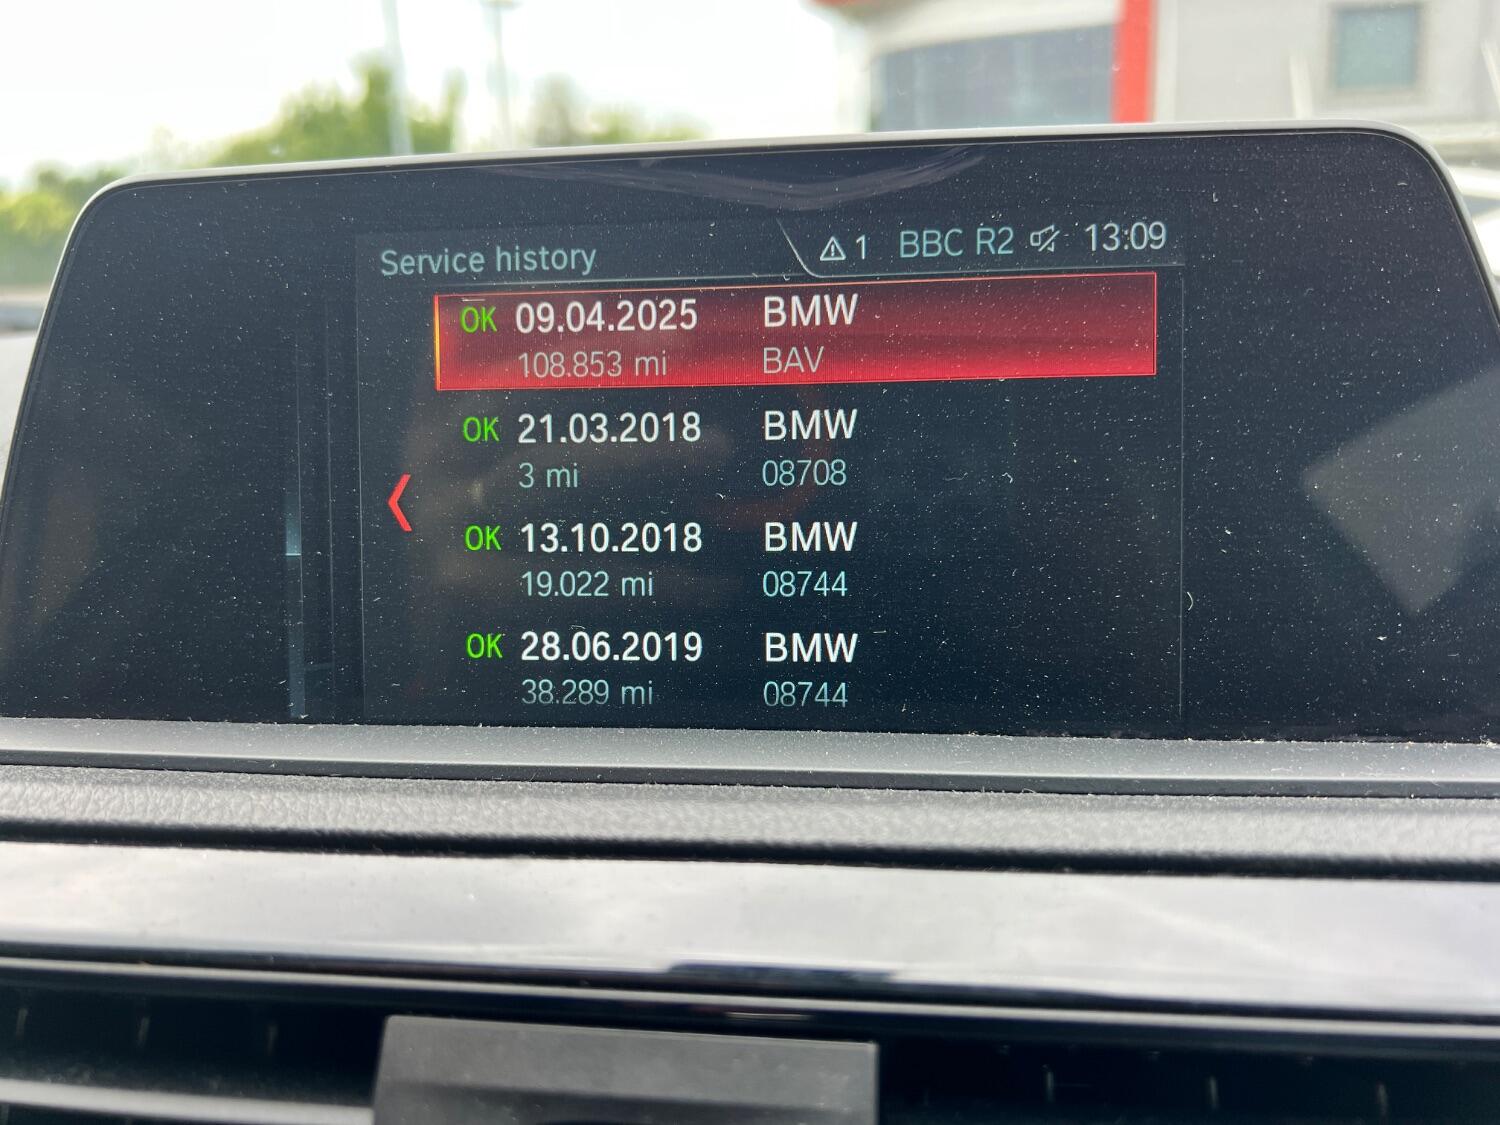 Service history
1 BBC R2 13:09
OK 09.04.2025 BMW
108.853 mi BAV
OK 21.03.2018 BMW
3 mi 08708
OK 13.10.2018 BMW
19.022 mi 08744
OK 28.06.2019 BMW
38.289 mi 08744